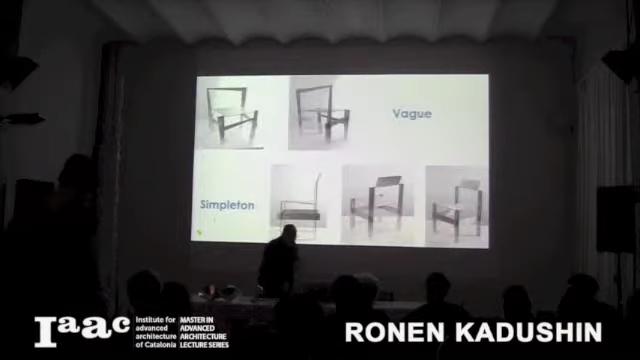 Vague
Simpleton
Iaac
Institute for
advanced
architecture
of Catalonia
MASTER IN
ADVANCED
ARCHITECTURE
LECTURE SERIES
RONEN KADUSHIN